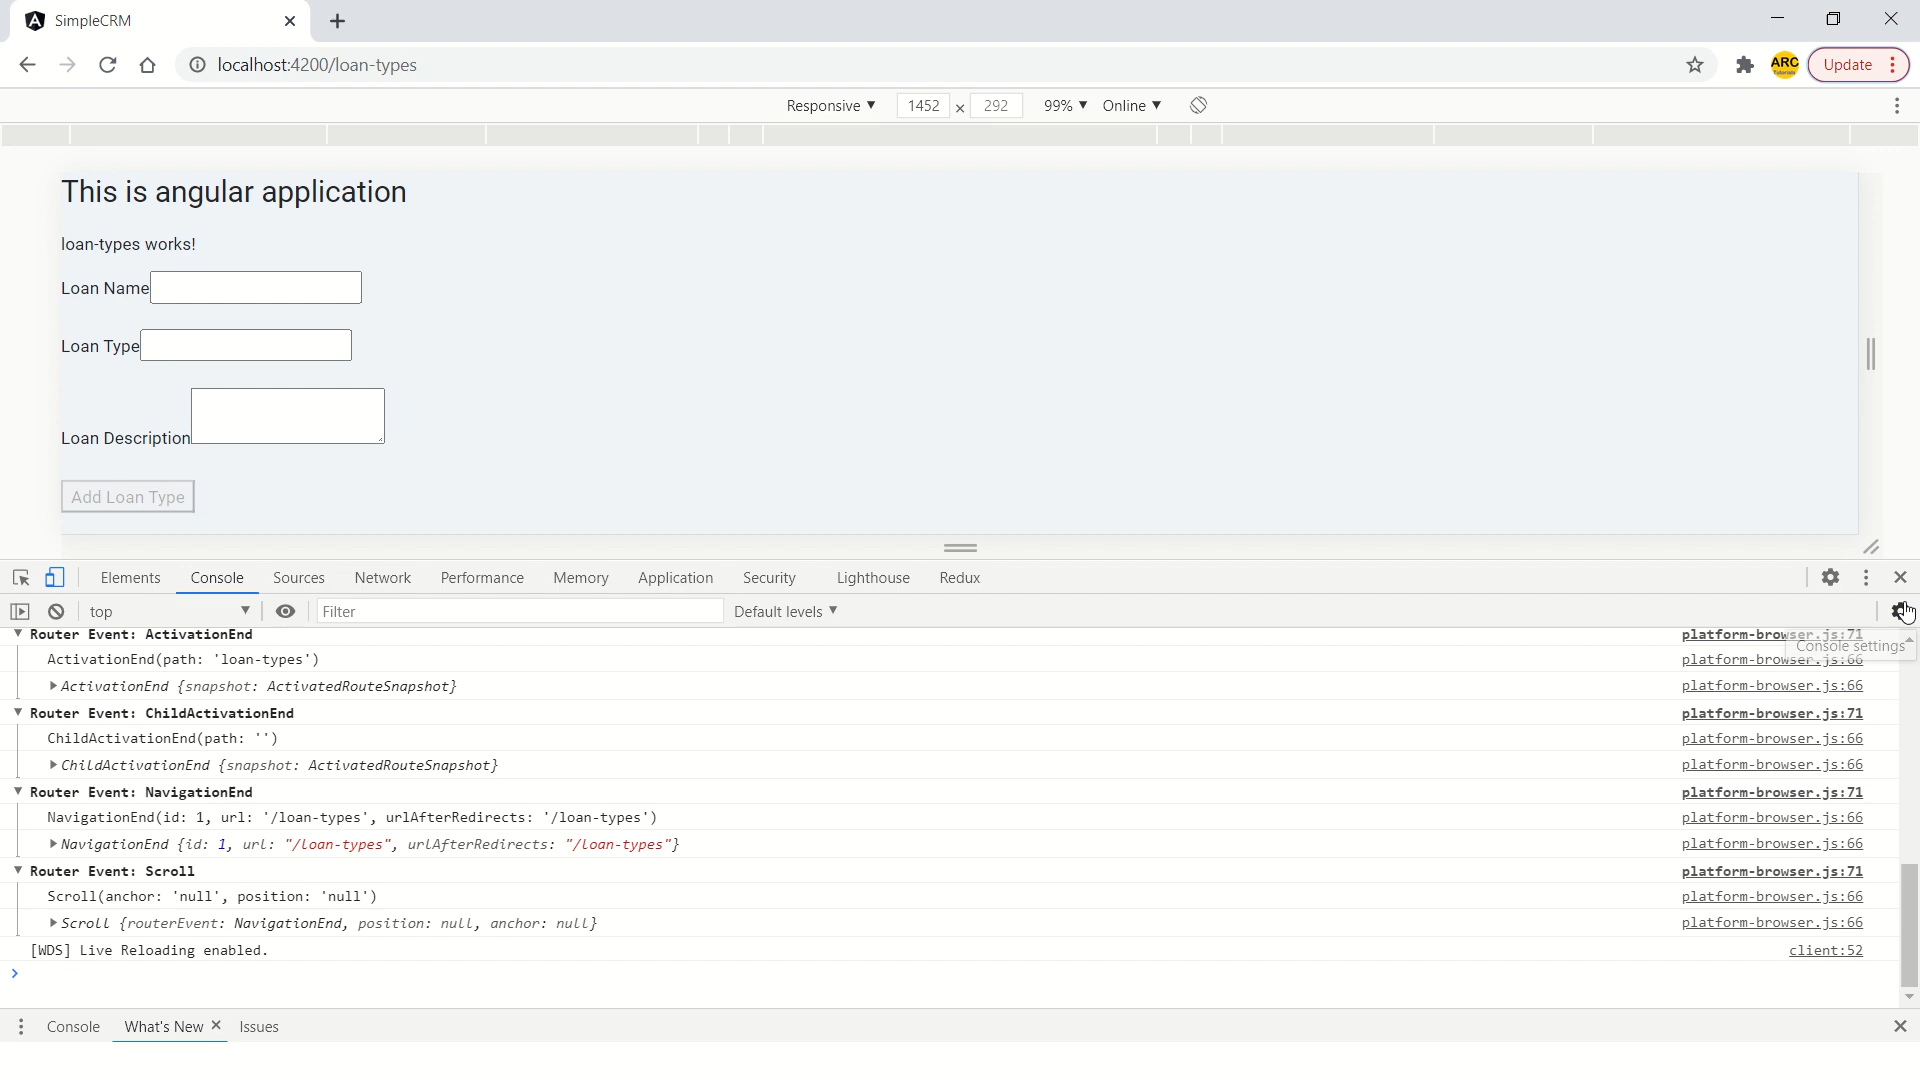 SimpleCRM
localhost:4200/loan-types
ARC
Update
Responsive 1452 x 292 99% Online
This is angular application
loan-types works!
Loan Name
Loan Type
Loan Description
Add Loan Type
Elements Console Sources Network Performance Memory Application Security Lighthouse Redux
top Filter Default levels
Console settings
Router Event: ActivationEnd platform-browser.js:71
ActivationEnd(path: 'loan-types') platform-browser.js:66
ActivationEnd {snapshot: ActivatedRouteSnapshot} platform-browser.js:66
Router Event: ChildActivationEnd platform-browser.js:71
ChildActivationEnd(path: '') platform-browser.js:66
ChildActivationEnd {snapshot: ActivatedRouteSnapshot} platform-browser.js:66
Router Event: NavigationEnd platform-browser.js:71
NavigationEnd(id: 1, url: '/loan-types', urlAfterRedirects: '/loan-types') platform-browser.js:66
NavigationEnd {id: 1, url: "/loan-types", urlAfterRedirects: "/loan-types"} platform-browser.js:66
Router Event: Scroll platform-browser.js:71
Scroll(anchor: 'null', position: 'null') platform-browser.js:66
Scroll {routerEvent: NavigationEnd, position: null, anchor: null} platform-browser.js:66
[WDS] Live Reloading enabled. client:52
Console What's New Issues